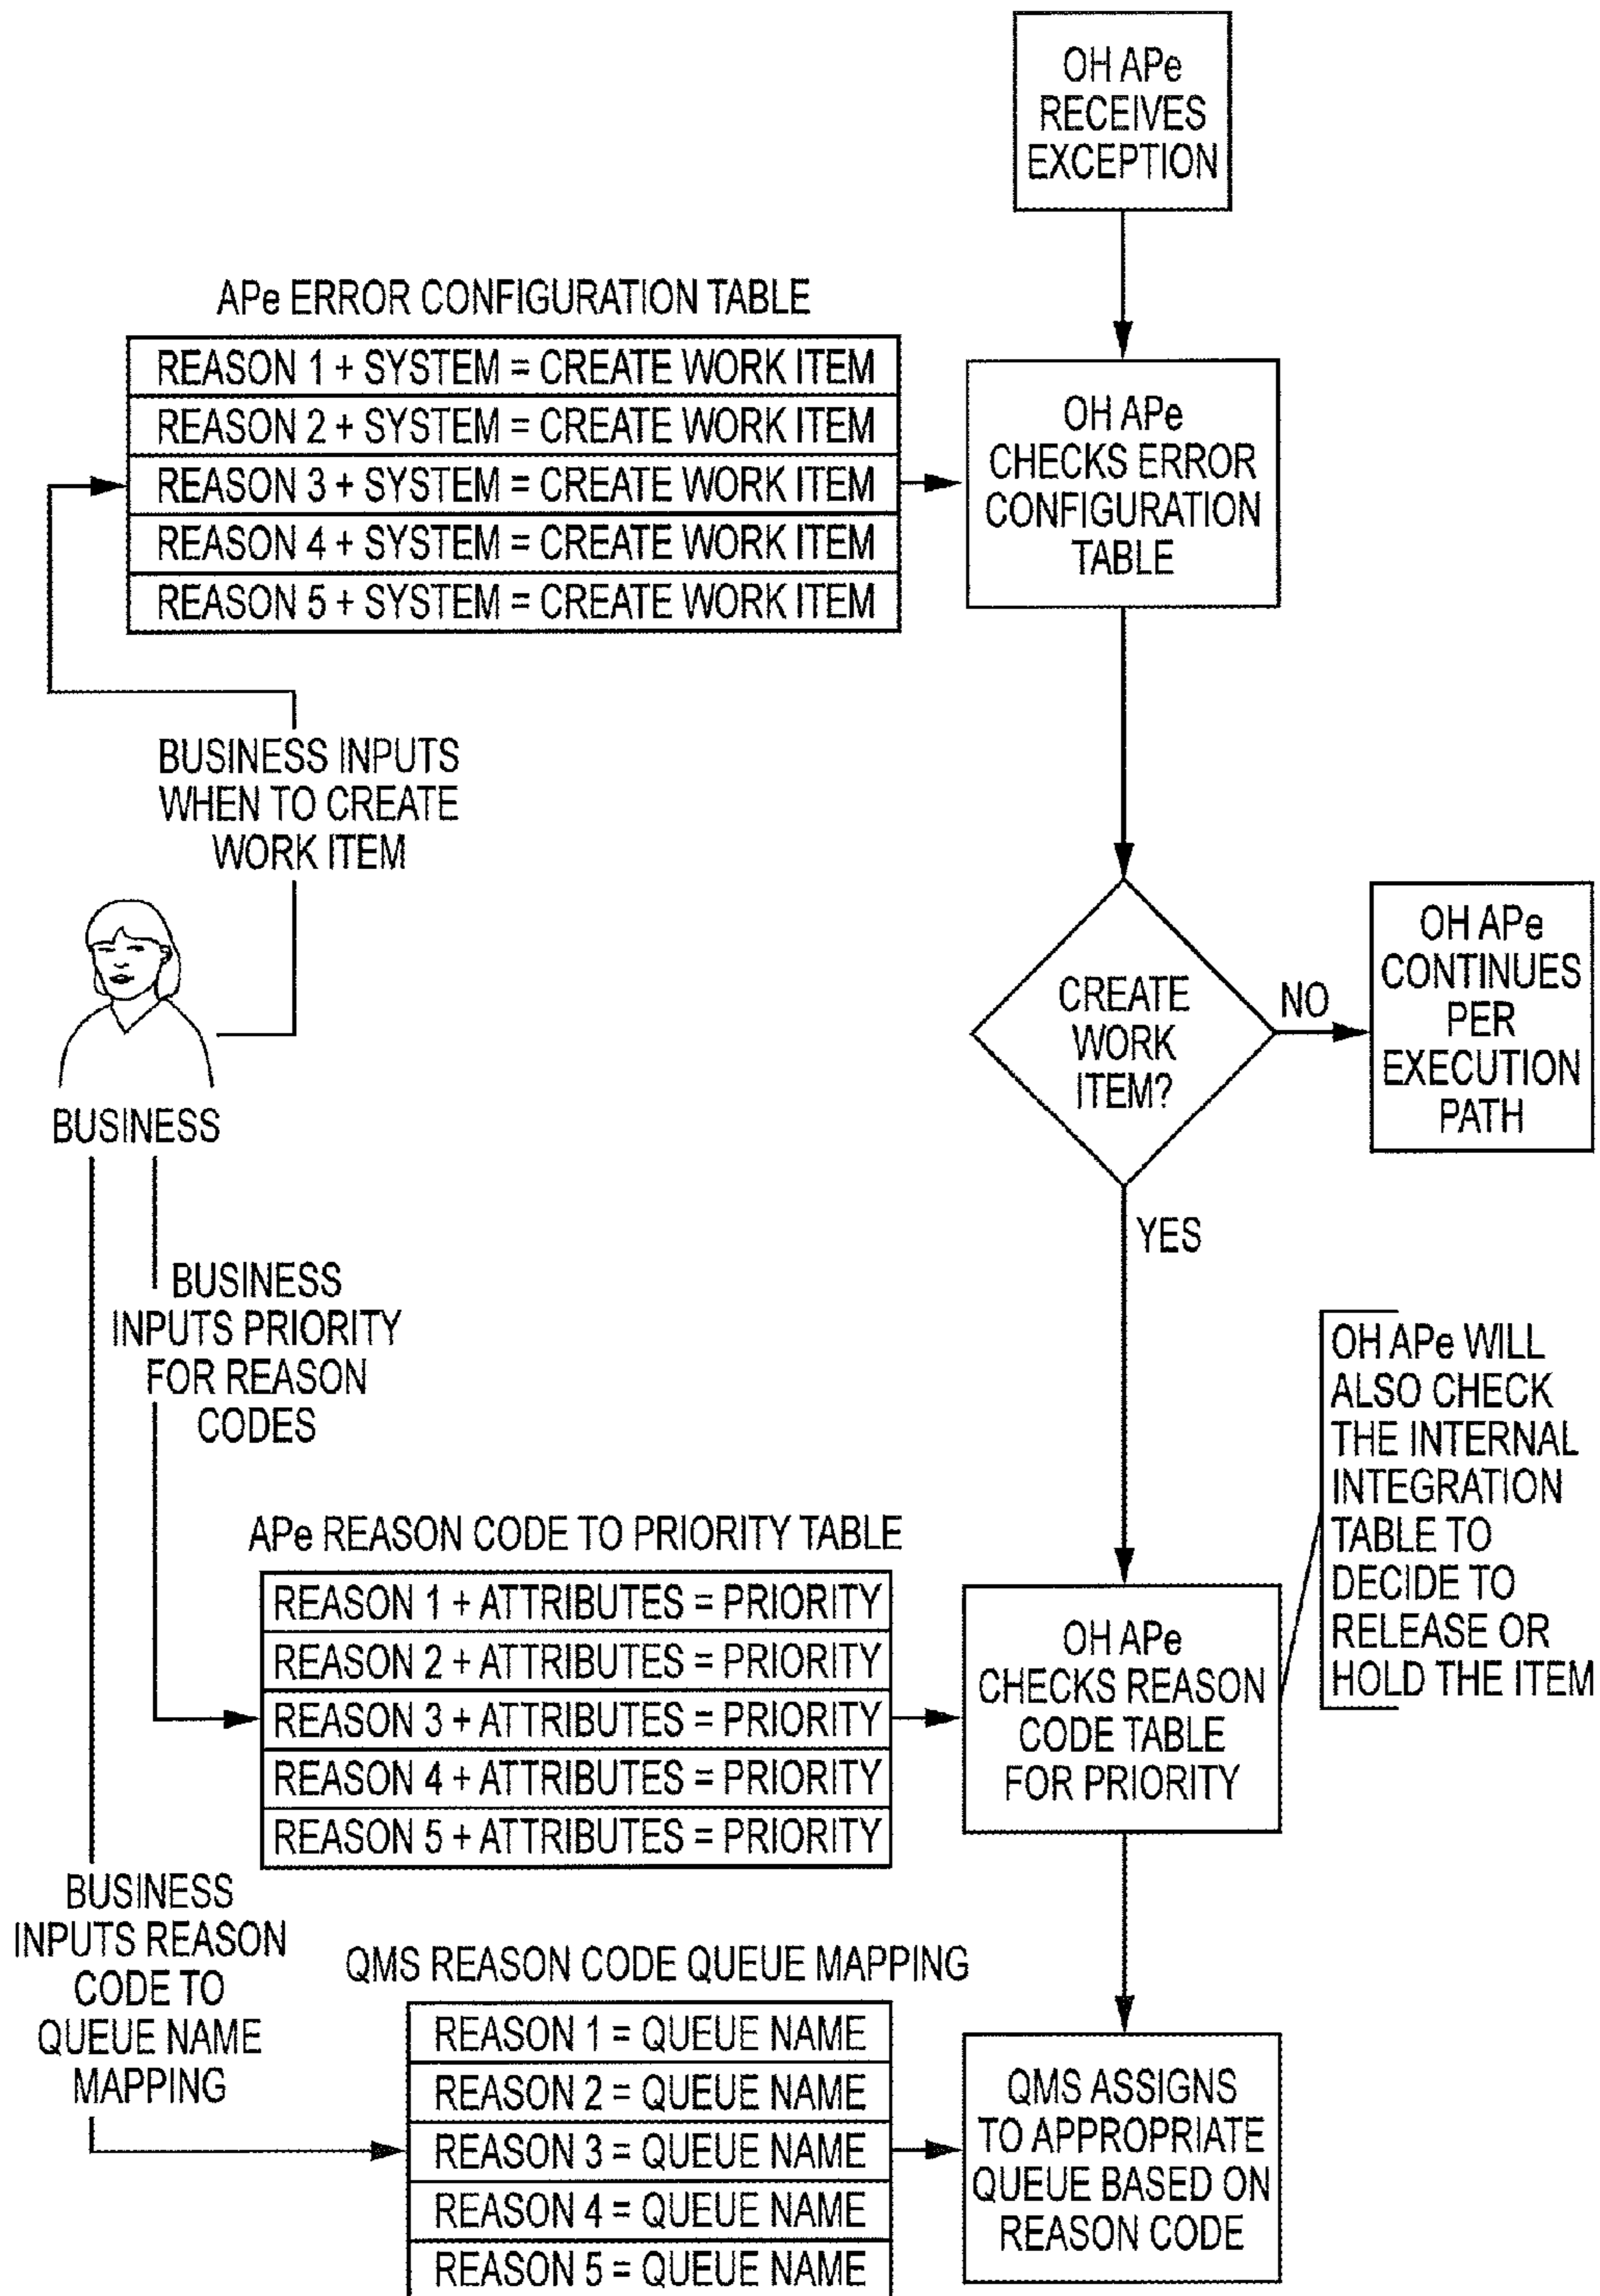 OH APe
RECEIVES
EXCEPTION
APe ERROR CONFIGURATION TABLE
REASON 1 + SYSTEM = CREATE WORK ITEM
REASON 2 + SYSTEM = CREATE WORK ITEM
REASON 3 + SYSTEM = CREATE WORK ITEM
REASON 4 + SYSTEM = CREATE WORK ITEM
REASON 5 + SYSTEM = CREATE WORK ITEM
OH APe
CHECKS ERROR
CONFIGURATION
TABLE
BUSINESS INPUTS
WHEN TO CREATE
WORK ITEM
BUSINESS
CREATE
WORK
ITEM?
NO
OH APe
CONTINUES
PER
EXECUTION
PATH
YES
BUSINESS
INPUTS PRIORITY
FOR REASON
CODES
OH APe WILL
ALSO CHECK
THE INTERNAL
INTEGRATION
TABLE TO
DECIDE TO
RELEASE OR
HOLD THE ITEM
APe REASON CODE TO PRIORITY TABLE
REASON 1 + ATTRIBUTES = PRIORITY
REASON 2 + ATTRIBUTES = PRIORITY
REASON 3 + ATTRIBUTES = PRIORITY
REASON 4 + ATTRIBUTES = PRIORITY
REASON 5 + ATTRIBUTES = PRIORITY
OH APe
CHECKS REASON
CODE TABLE
FOR PRIORITY
BUSINESS
INPUTS REASON
CODE TO
QUEUE NAME
MAPPING
QMS REASON CODE QUEUE MAPPING
REASON 1 = QUEUE NAME
REASON 2 = QUEUE NAME
REASON 3 = QUEUE NAME
REASON 4 = QUEUE NAME
REASON 5 = QUEUE NAME
QMS ASSIGNS
TO APPROPRIATE
QUEUE BASED ON
REASON CODE